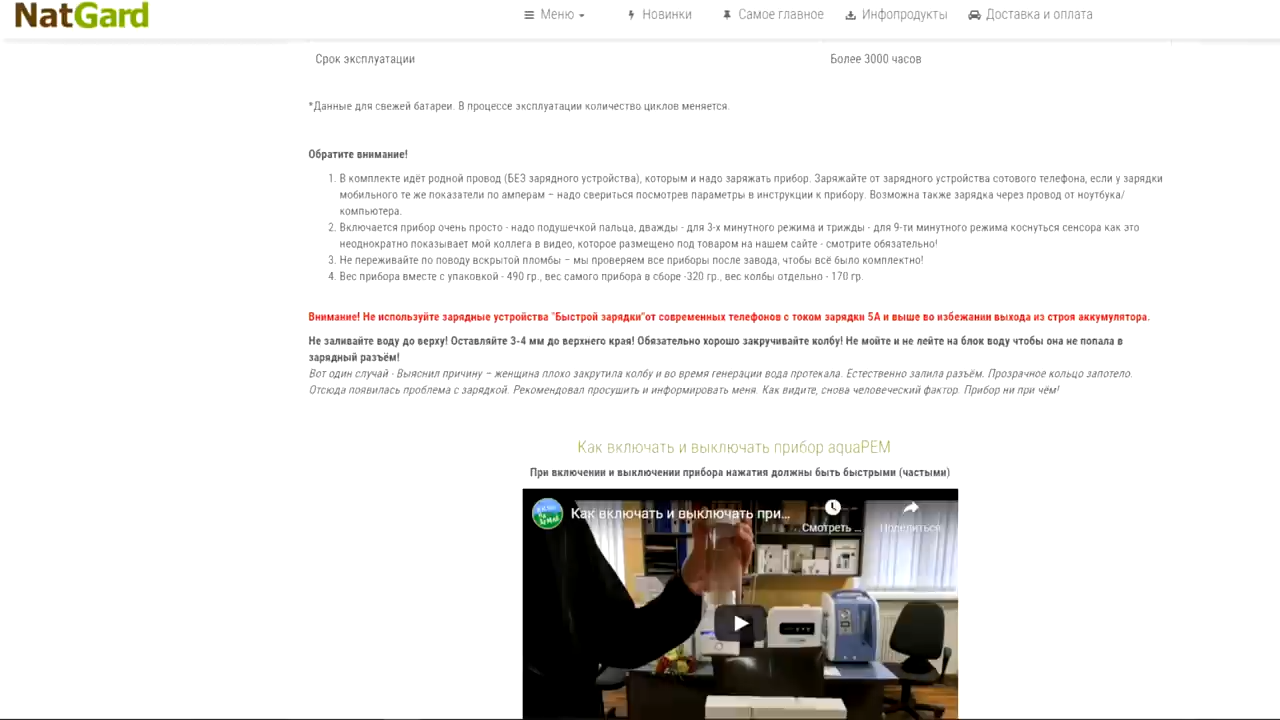 NatGard
Меню
Новинки
Самое главное
Инфопродукты
Доставка и оплата
Срок эксплуатации
Более 3000 часов
*Данные для свежей батареи. В процессе эксплуатации количество циклов меняется.
Обратите внимание!
1. В комплекте идёт родной провод (БЕЗ зарядного устройства), которым и надо заряжать прибор. Заряжайте от зарядного устройства сотового телефона, если у зарядки
мобильного те же показатели по амперам – надо свериться посмотрев параметры в инструкции к прибору. Возможна также зарядка через провод от ноутбука/
компьютера.
2. Включается прибор очень просто - надо подушечкой пальца, дважды - для 3-х минутного режима и трижды - для 9-ти минутного режима коснуться сенсора как это
неоднократно показывает мой коллега в видео, которое размещено под товаром на нашем сайте - смотрите обязательно!
3. Не переживайте по поводу вскрытой пломбы – мы проверяем все приборы после завода, чтобы всё было комплектно!
4. Вес прибора вместе с упаковкой - 490 гр., вес самого прибора в сборе -320 гр., вес колбы отдельно - 170 гр.
Внимание! Не используйте зарядные устройства "Быстрой зарядки"от современных телефонов с током зарядки 5А и выше во избежании выхода из строя аккумулятора.
Не заливайте воду до верху! Оставляйте 3-4 мм до верхнего края! Обязательно хорошо закручивайте колбу! Не мойте и не лейте на блок воду чтобы она не попала в
зарядный разъём!
Вот один случай - Выяснил причину – женщина плохо закрутила колбу и во время генерации вода протекала. Естественно залила разъём. Прозрачное кольцо запотело.
Отсюда появилась проблема с зарядкой. Рекомендовал просушить и информировать меня. Как видите, снова человеческий фактор. Прибор ни при чём!
Как включать и выключать прибор aquaPEM
При включении и выключении прибора нажатия должны быть быстрыми (частыми)
Как включать и выключать при...
Смотреть ...
Поделиться